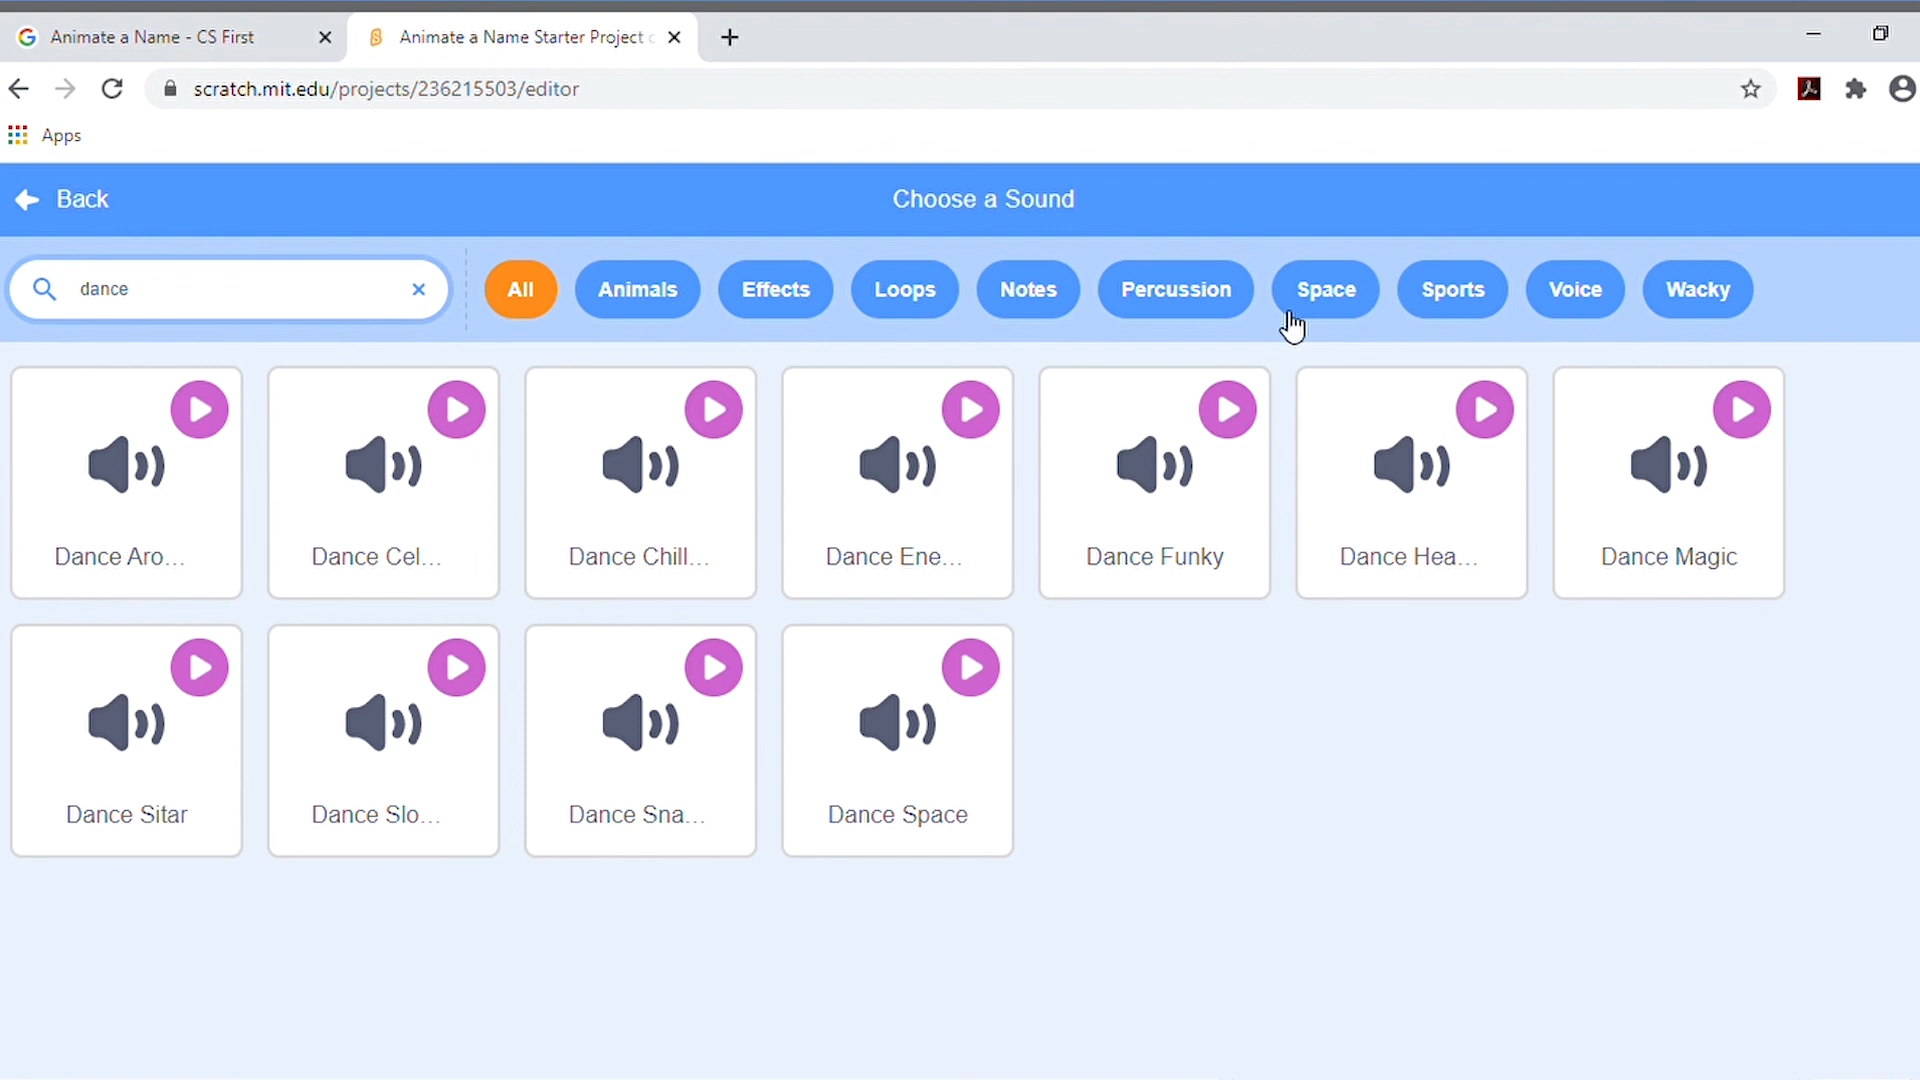 Animate a Name - CS First
Animate a Name Starter Project
scratch.mit.edu/projects/236215503/editor
Apps
Back
Choose a Sound
dance
All
Animals
Effects
Loops
Notes
Percussion
Space
Sports
Voice
Wacky
Dance Aro...
Dance Cel...
Dance Chill...
Dance Ene...
Dance Funky
Dance Hea...
Dance Magic
Dance Sitar
Dance Slo...
Dance Sna...
Dance Space